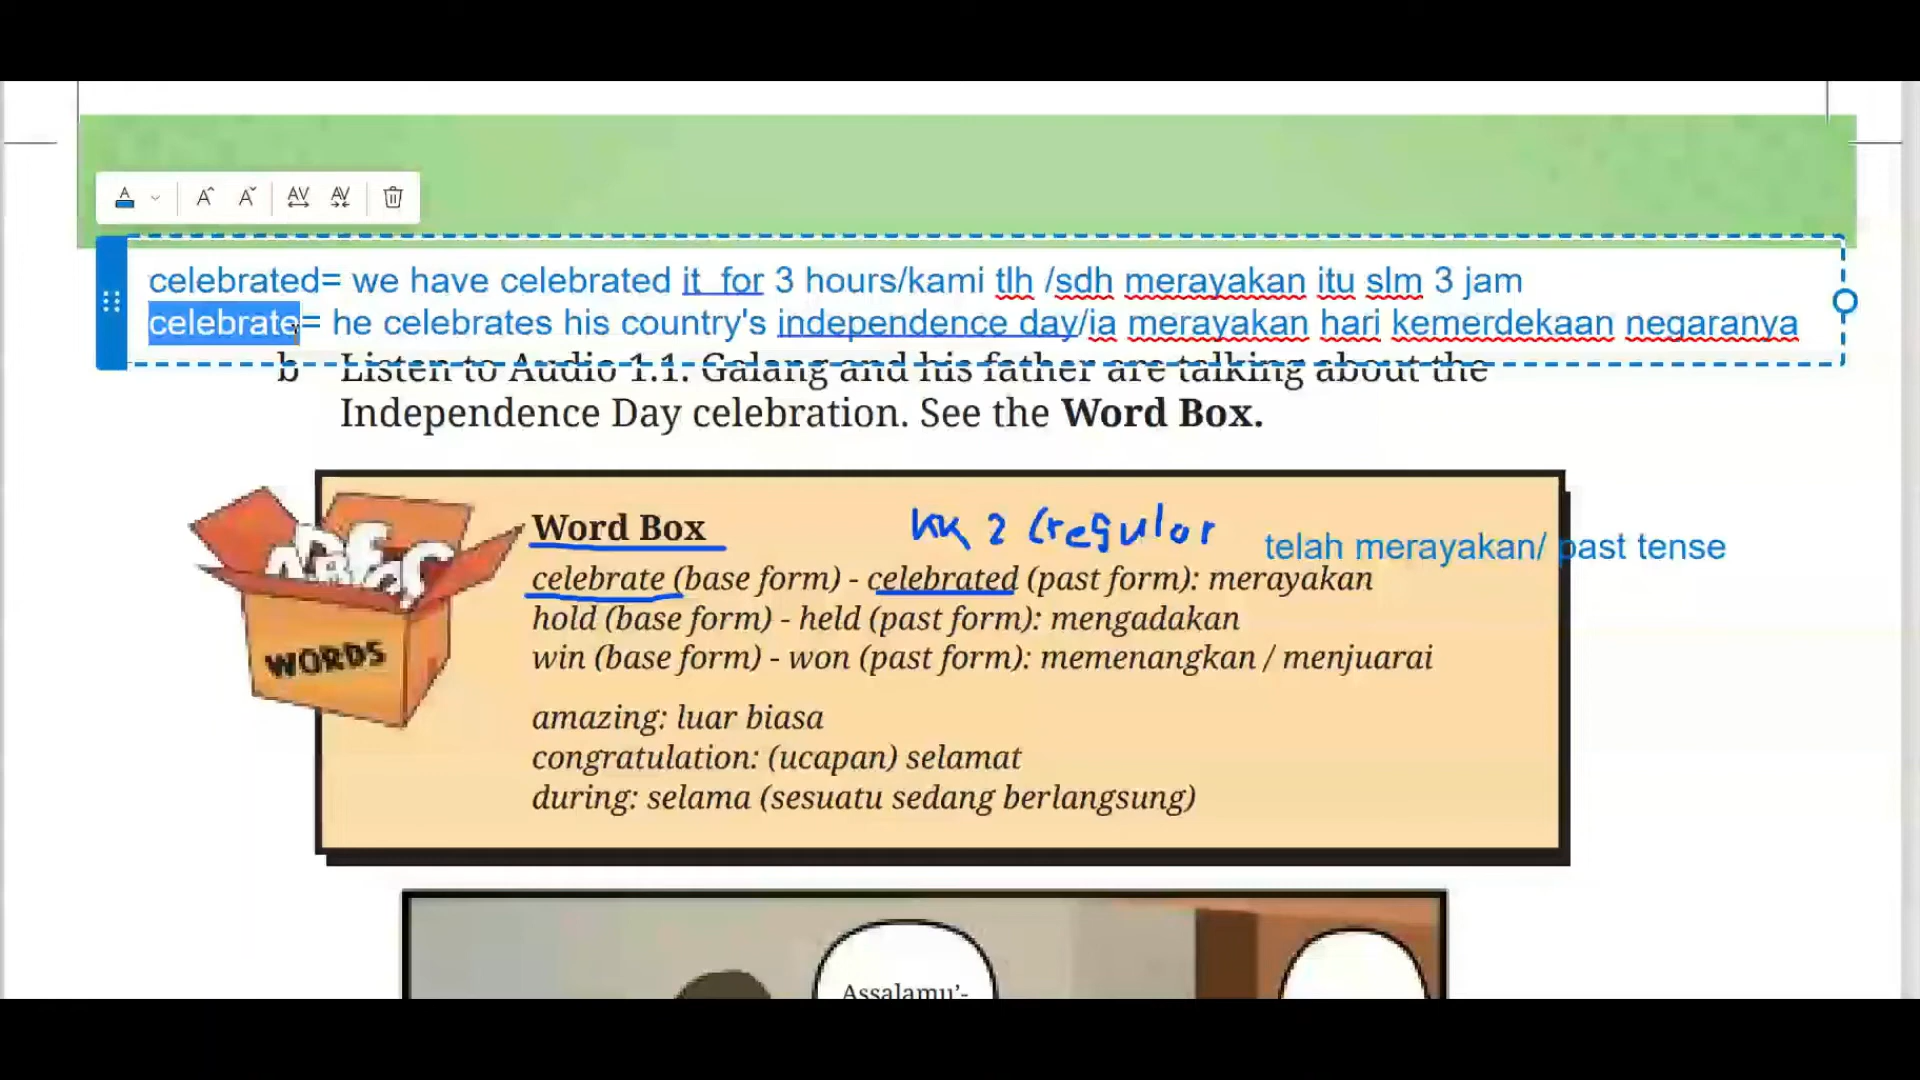 celebrated= we have celebrated it  for 3 hours/kami tlh /sdh merayakan itu slm 3 jam
celebrate= he celebrates his country's independence day/ia merayakan hari kemerdekaan negaranya
b Listen to Audio 1.1. Galang and his father are talking about the
Independence Day celebration. See the Word Box.
Word Box
kk 2 (regular
telah merayakan/ past tense
celebrate (base form) - celebrated (past form): merayakan
hold (base form) - held (past form): mengadakan
win (base form) - won (past form): memenangkan / menjuarai
amazing: luar biasa
congratulation: (ucapan) selamat
during: selama (sesuatu sedang berlangsung)
WORDS
Assalamu'-